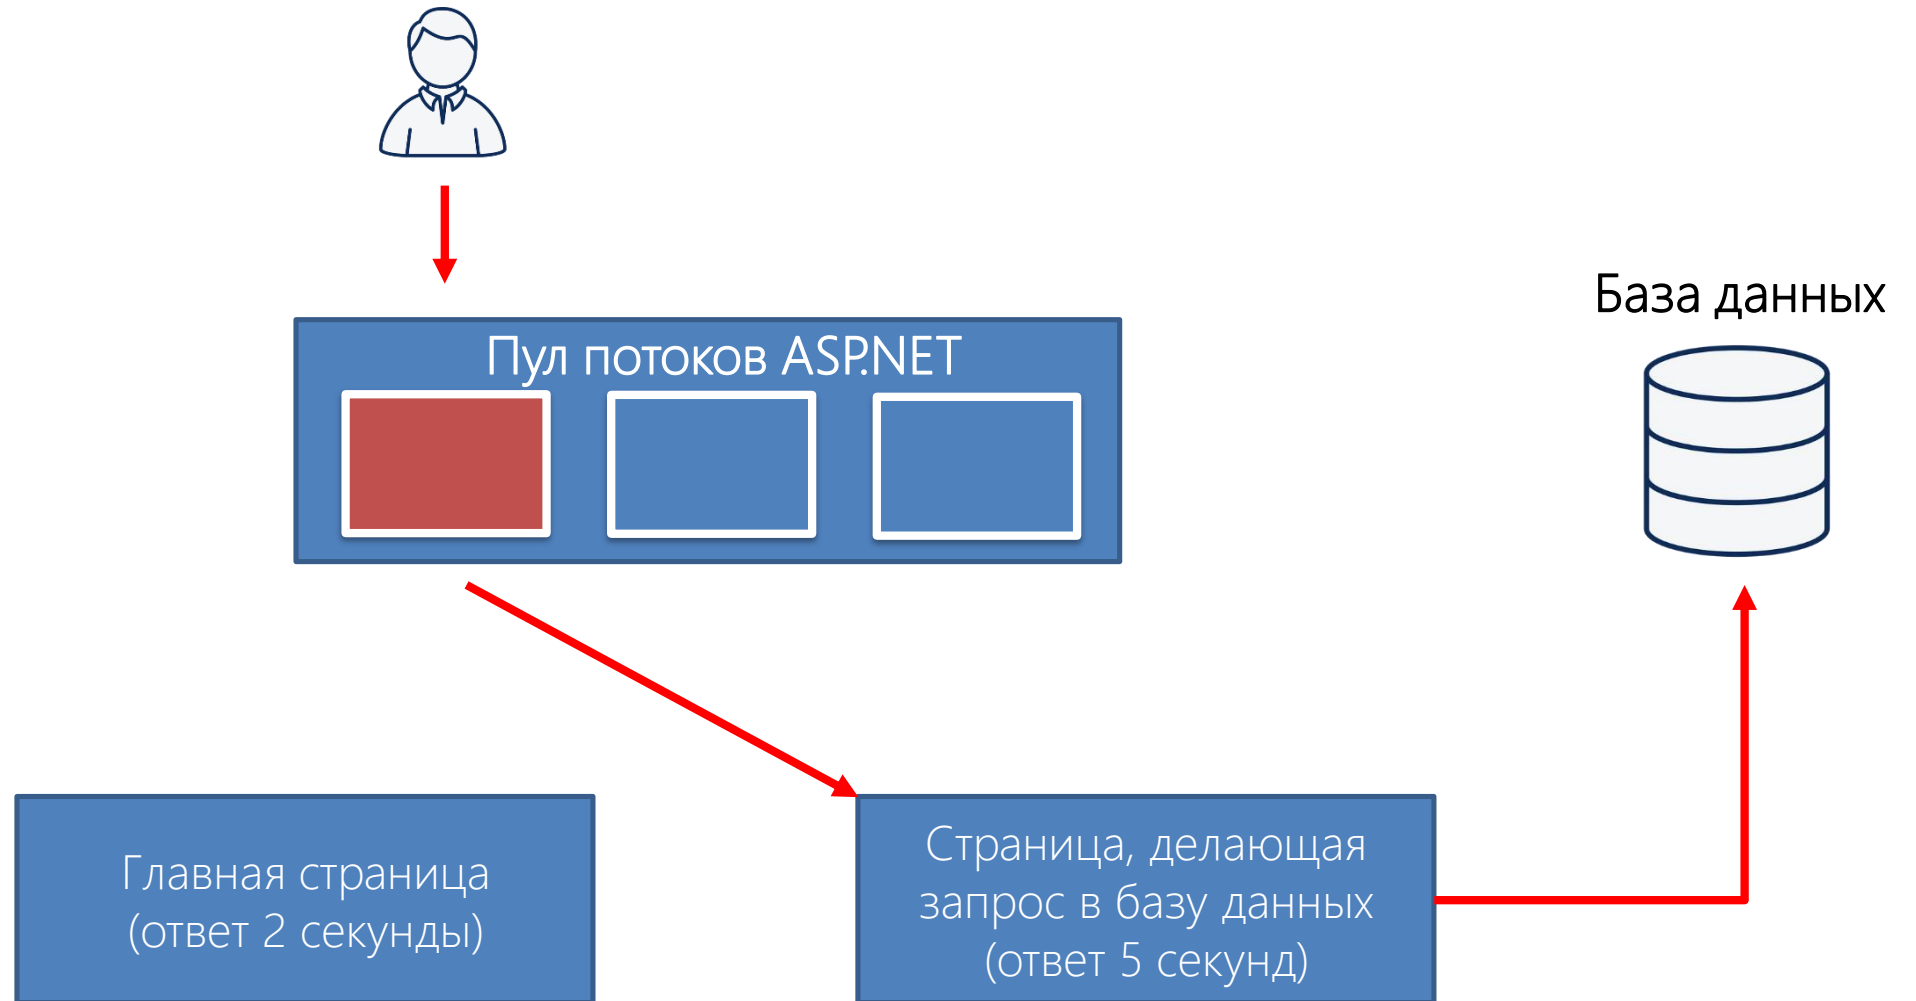 База данных
Пул потоков ASP.NET
Главная страница
(ответ 2 секунды)
Страница, делающая
запрос в базу данных
(ответ 5 секунд)